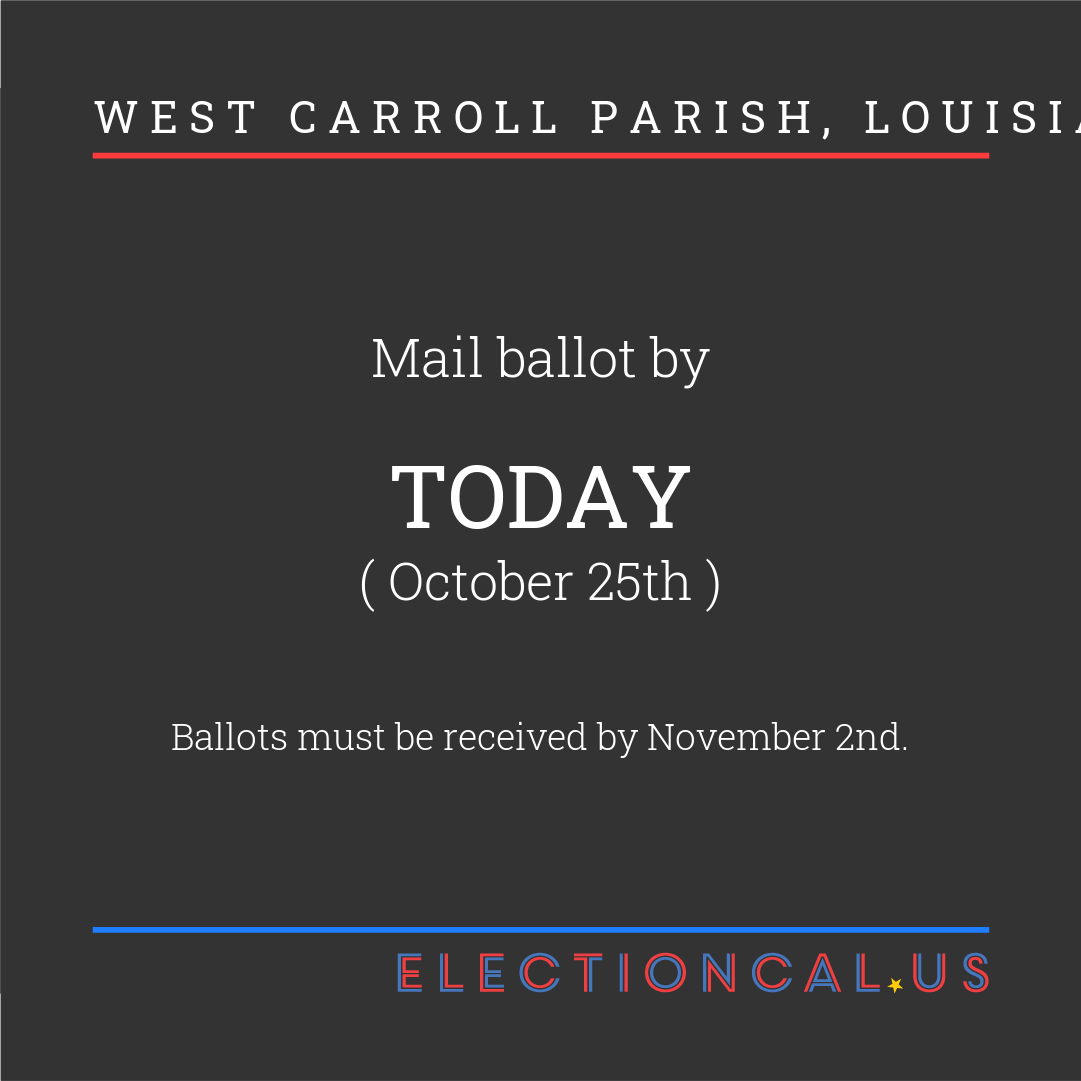 WEST CARROLL PARISH, LOUISIA
Mail ballot by
TODAY
( October 25th )
Ballots must be received by November 2nd.
ELECTIONCAL.US